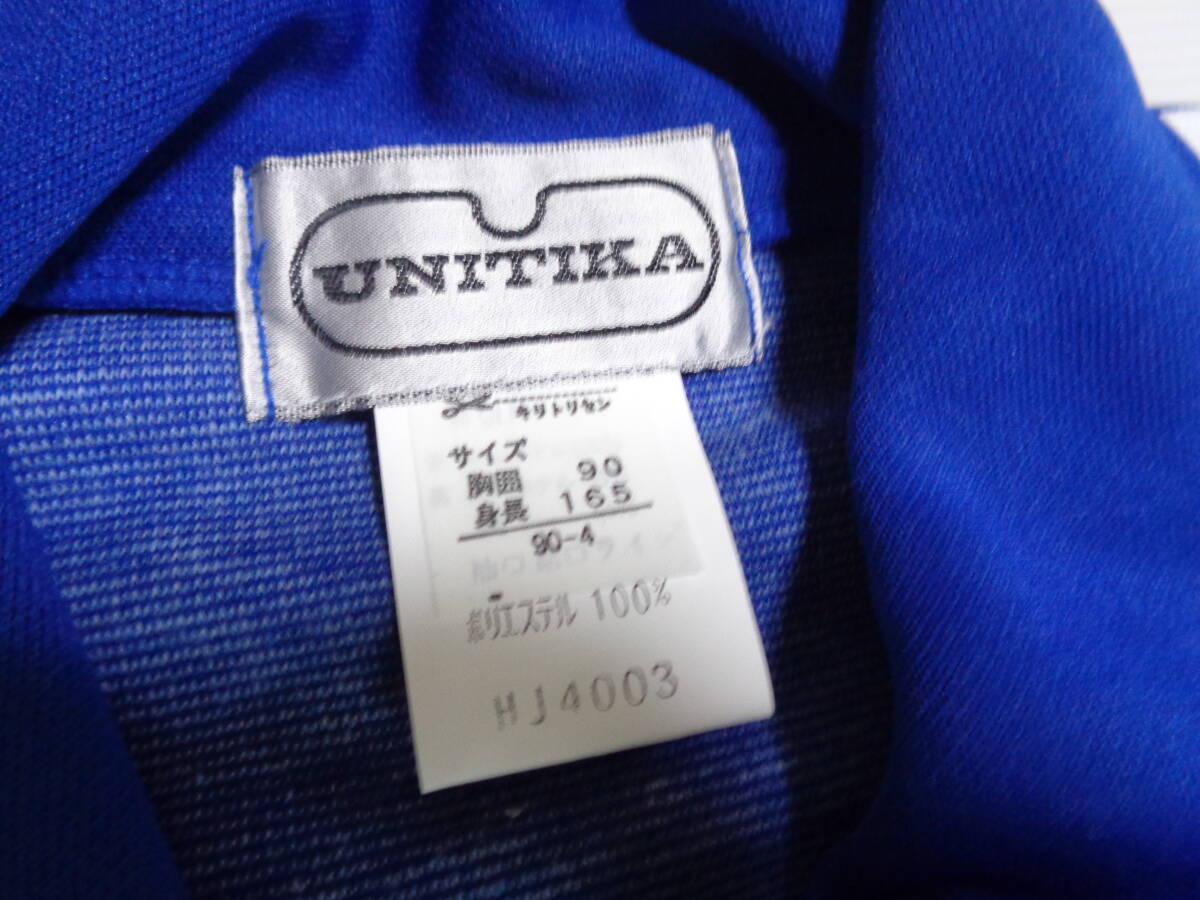 UNITIKA
キリトリセン
サイズ
胸囲 90
身長 165
90-4
ポリエステル 100%
HJ4003